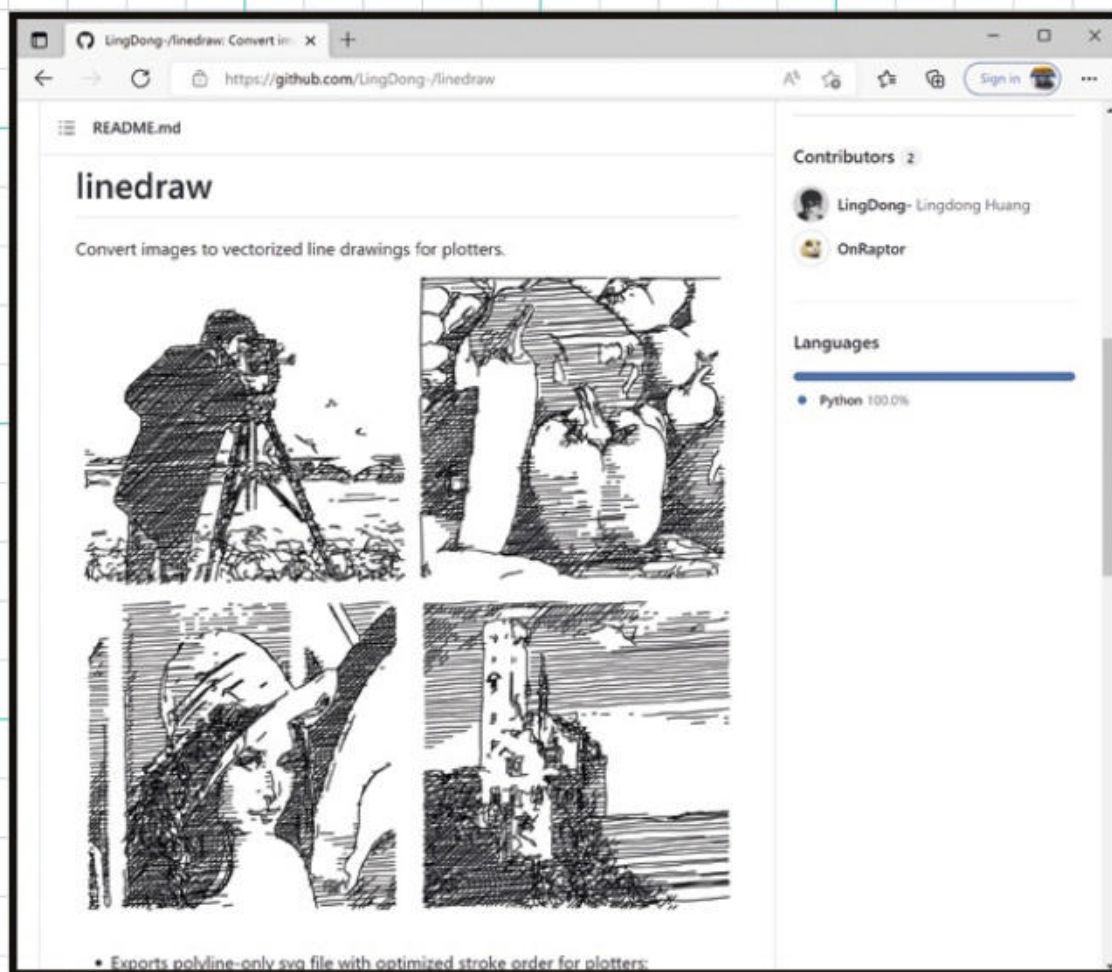 LingDong-/linedraw: Convert im
https://github.com/LingDong-/linedraw
Sign in
README.md
linedraw
Convert images to vectorized line drawings for plotters.
Exports polyline-only svg file with optimized stroke order for plotters;
Contributors 2
LingDong- Lingdong Huang
OnRaptor
Languages
Python 100.0%